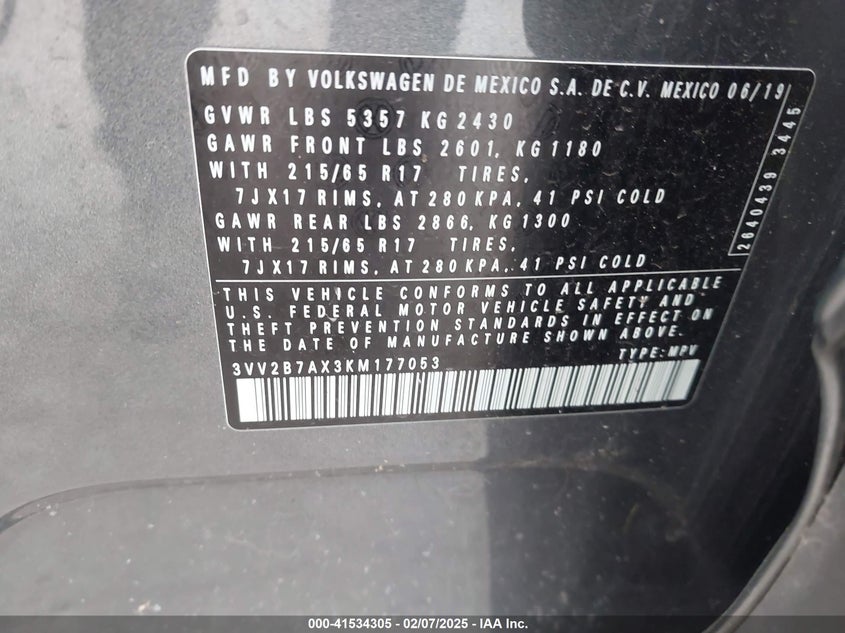 MFD BY VOLKSWAGEN DE MEXICO S.A. DE C.V. MEXICO 06/19
GVWR LBS 5357 KG 2430
GAWR FRONT LBS 2601, KG 1180
WITH 215/65 R17 TIRES,
7JX17 RIMS, AT 280 KPA, 41 PSI COLD
GAWR REAR LBS 2866, KG 1300
WITH 215/65 R17 TIRES,
7JX17 RIMS, AT 280 KPA, 41 PSI COLD
2640439 3445
THIS VEHICLE CONFORMS TO ALL APPLICABLE
U.S. FEDERAL MOTOR VEHICLE SAFETY AND
THEFT PREVENTION STANDARDS IN EFFECT ON
THE DATE OF MANUFACTURE SHOWN ABOVE.
3VV2B7AX3KM177053 TYPE: MPV
000-41534305 - 02/07/2025 - IAA Inc.